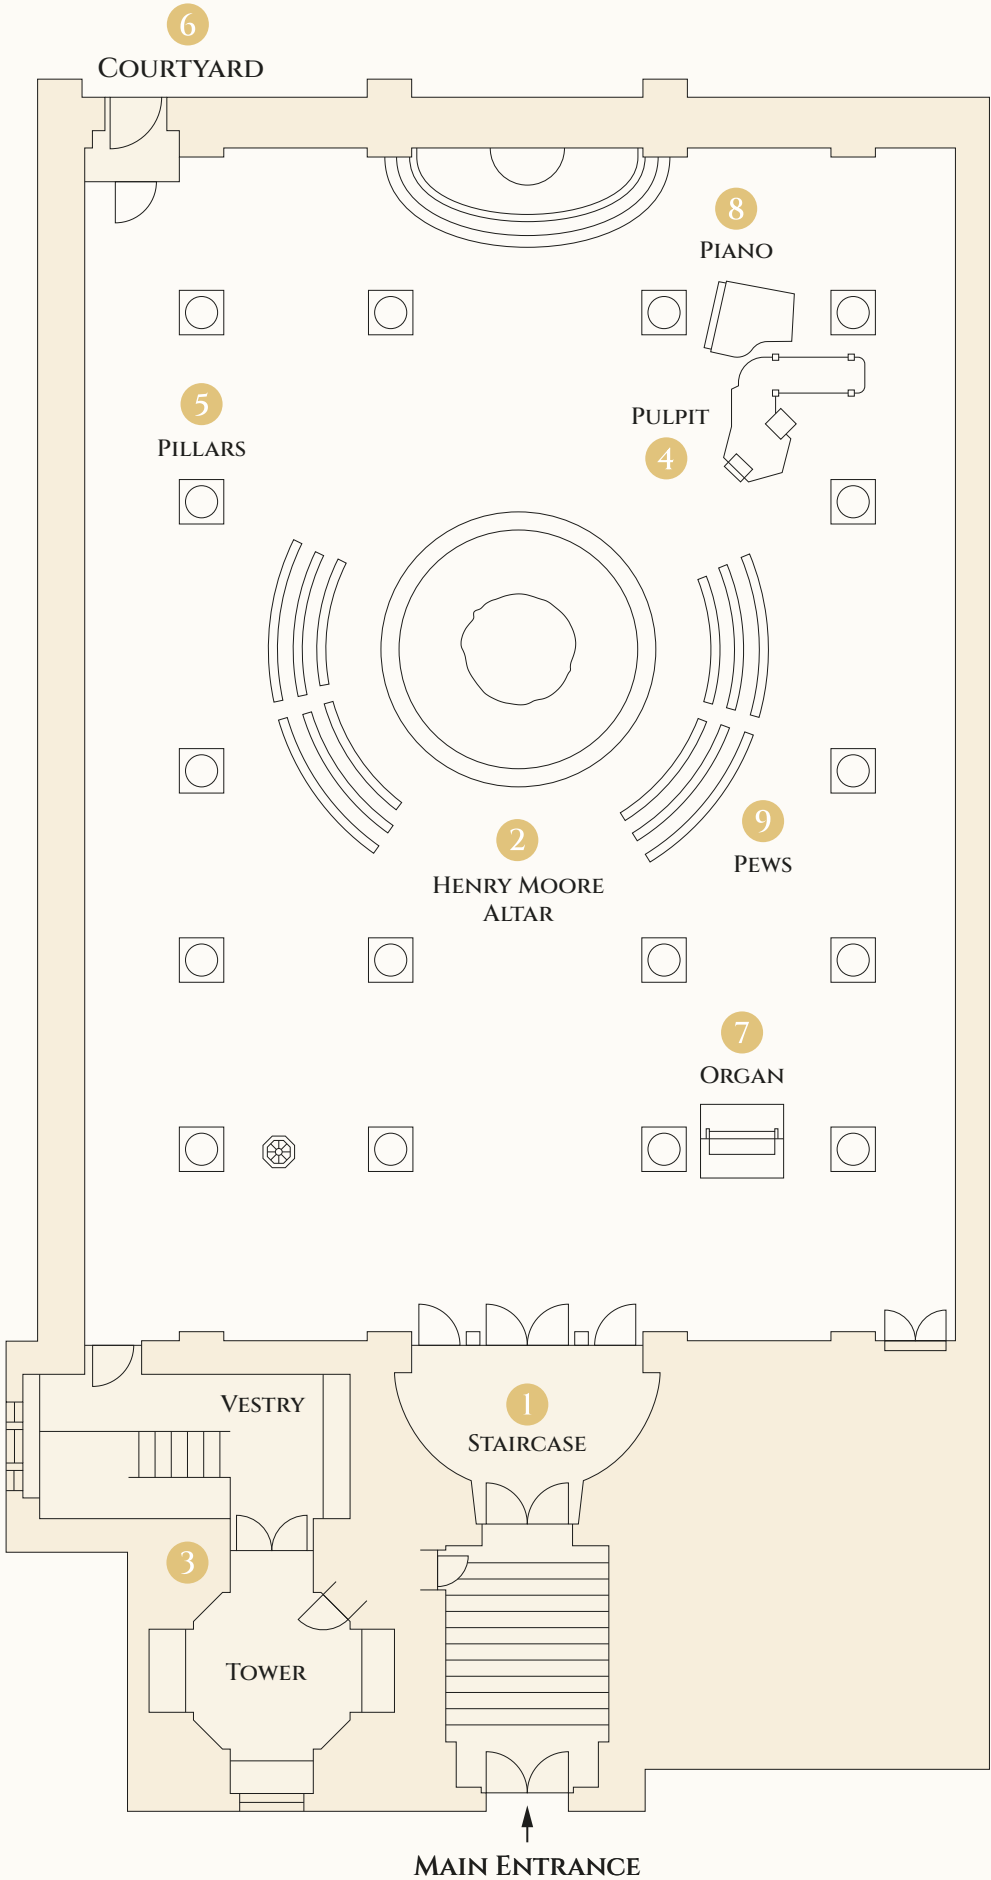 6
COURTYARD
8
PIANO
5
PILLARS
PULPIT
4
9
PEWS
2
HENRY MOORE
ALTAR
7
ORGAN
VESTRY
1
STAIRCASE
3
TOWER
MAIN ENTRANCE